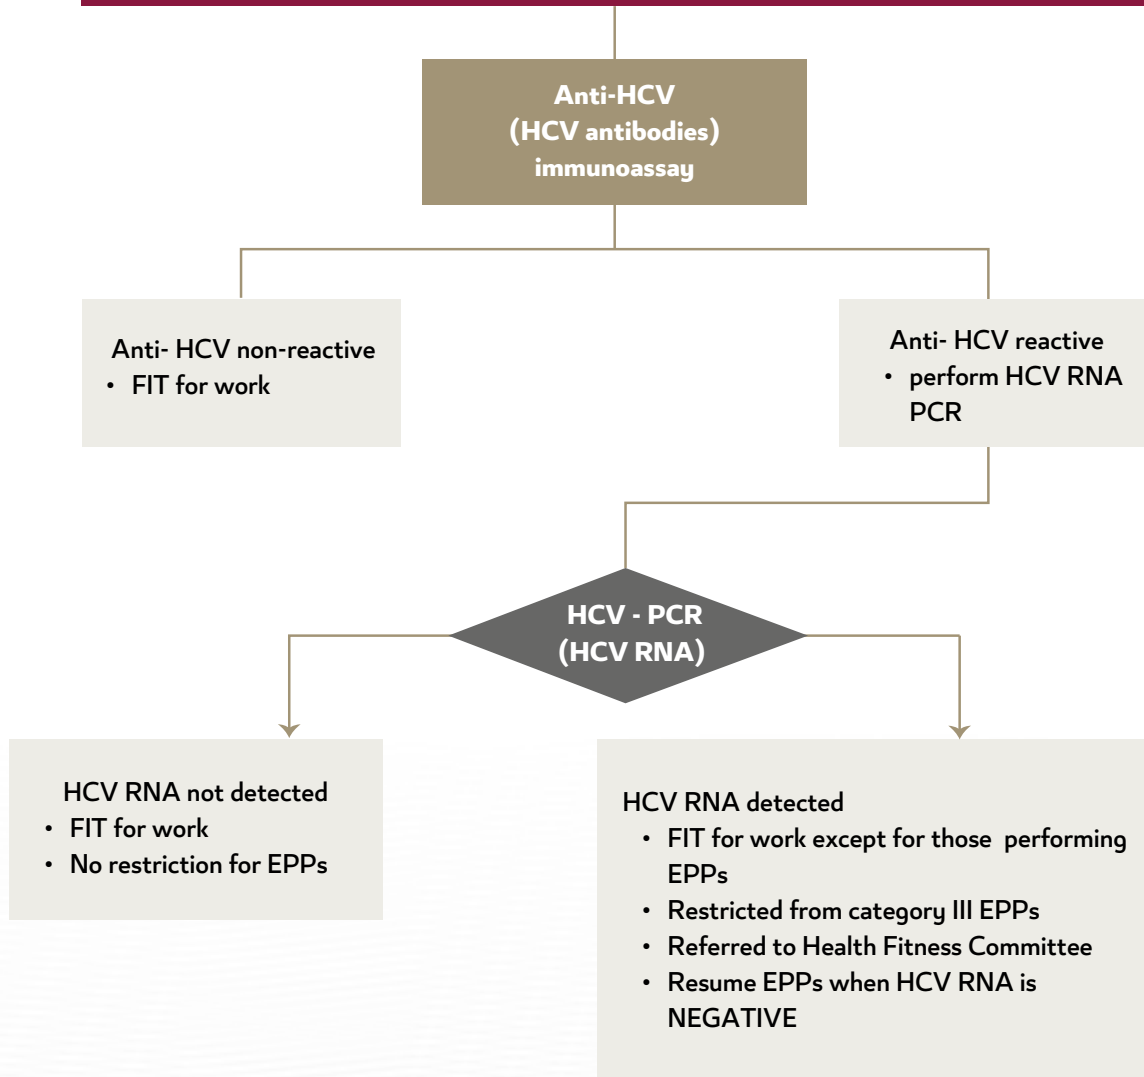 Anti-HCV
(HCV antibodies)
immunoassay
Anti- HCV non-reactive
• FIT for work
Anti- HCV reactive
• perform HCV RNA
PCR
HCV - PCR
(HCV RNA)
HCV RNA not detected
• FIT for work
• No restriction for EPPs
HCV RNA detected
• FIT for work except for those performing
EPPs
• Restricted from category III EPPs
• Referred to Health Fitness Committee
• Resume EPPs when HCV RNA is
NEGATIVE